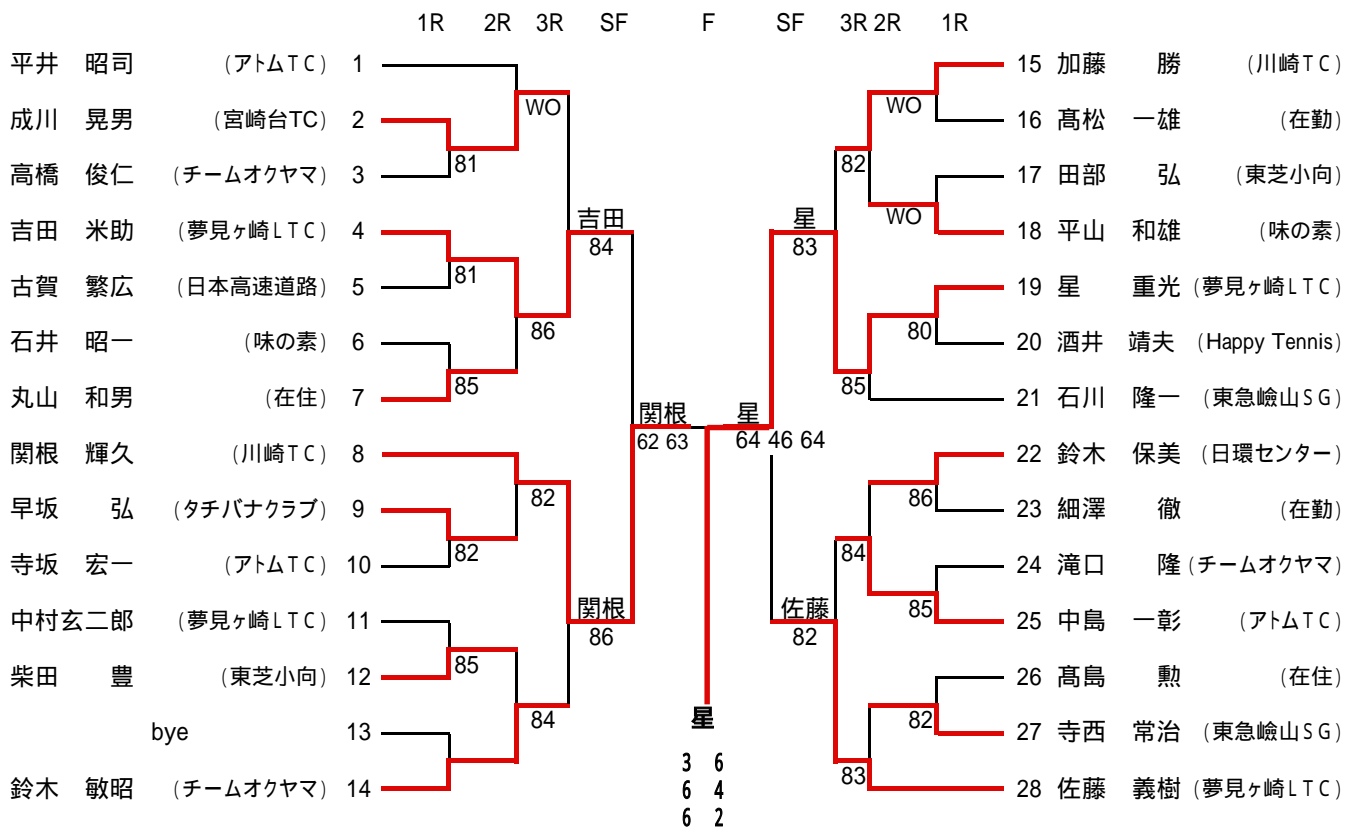 1R 2R 3R SF F SF 3R 2R 1R
平井 昭司 (アトムTC) 1
成川 晃男 (宮崎台TC) 2
高橋 俊仁 (チームオクヤマ) 3
吉田 米助 (夢見ヶ崎LTC) 4
古賀 繁広 (日本高速道路) 5
石井 昭一 (味の素) 6
丸山 和男 (在住) 7
関根 輝久 (川崎TC) 8
早坂 弘 (タチバナクラブ) 9
寺坂 宏一 (アトムTC) 10
中村玄二郎 (夢見ヶ崎LTC) 11
柴田 豊 (東芝小向) 12
bye 13
鈴木 敏昭 (チームオクヤマ) 14
81
81
85
82
85
WO
86
82
84
吉田
84
関根
86
関根
62 63
星
64 46 64
星
3 6
6 4
6 2
星
83
佐藤
82
82
85
84
83
WO
WO
80
86
85
82
15 加藤 勝 (川崎TC)
16 髙松 一雄 (在勤)
17 田部 弘 (東芝小向)
18 平山 和雄 (味の素)
19 星 重光 (夢見ヶ崎LTC)
20 酒井 靖夫 (Happy Tennis)
21 石川 隆一 (東急嶮山SG)
22 鈴木 保美 (日環センター)
23 細澤 徹 (在勤)
24 滝口 隆 (チームオクヤマ)
25 中島 一彰 (アトムTC)
26 髙島 勲 (在住)
27 寺西 常治 (東急嶮山SG)
28 佐藤 義樹 (夢見ヶ崎LTC)